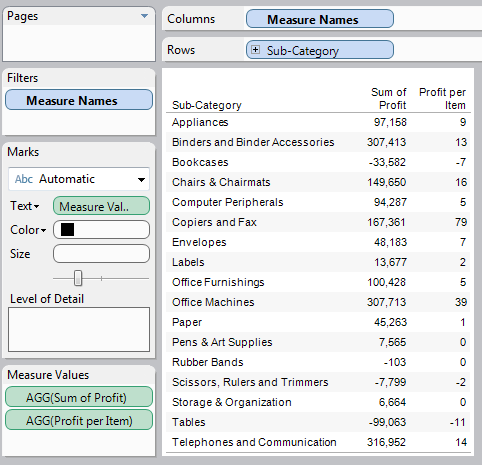 Pages
Columns Measure Names
Rows Sub-Category
Filters
Measure Names
Marks
Abc Automatic
Text Measure Val..
Color
Size
Level of Detail
Measure Values
AGG(Sum of Profit)
AGG(Profit per Item)
Sum of Profit per
Sub-Category Profit Item
Appliances 97,158 9
Binders and Binder Accessories 307,413 13
Bookcases -33,582 -7
Chairs & Chairmats 149,650 16
Computer Peripherals 94,287 5
Copiers and Fax 167,361 79
Envelopes 48,183 7
Labels 13,677 2
Office Furnishings 100,428 5
Office Machines 307,713 39
Paper 45,263 1
Pens & Art Supplies 7,565 0
Rubber Bands -103 0
Scissors, Rulers and Trimmers -7,799 -2
Storage & Organization 6,664 0
Tables -99,063 -11
Telephones and Communication 316,952 14